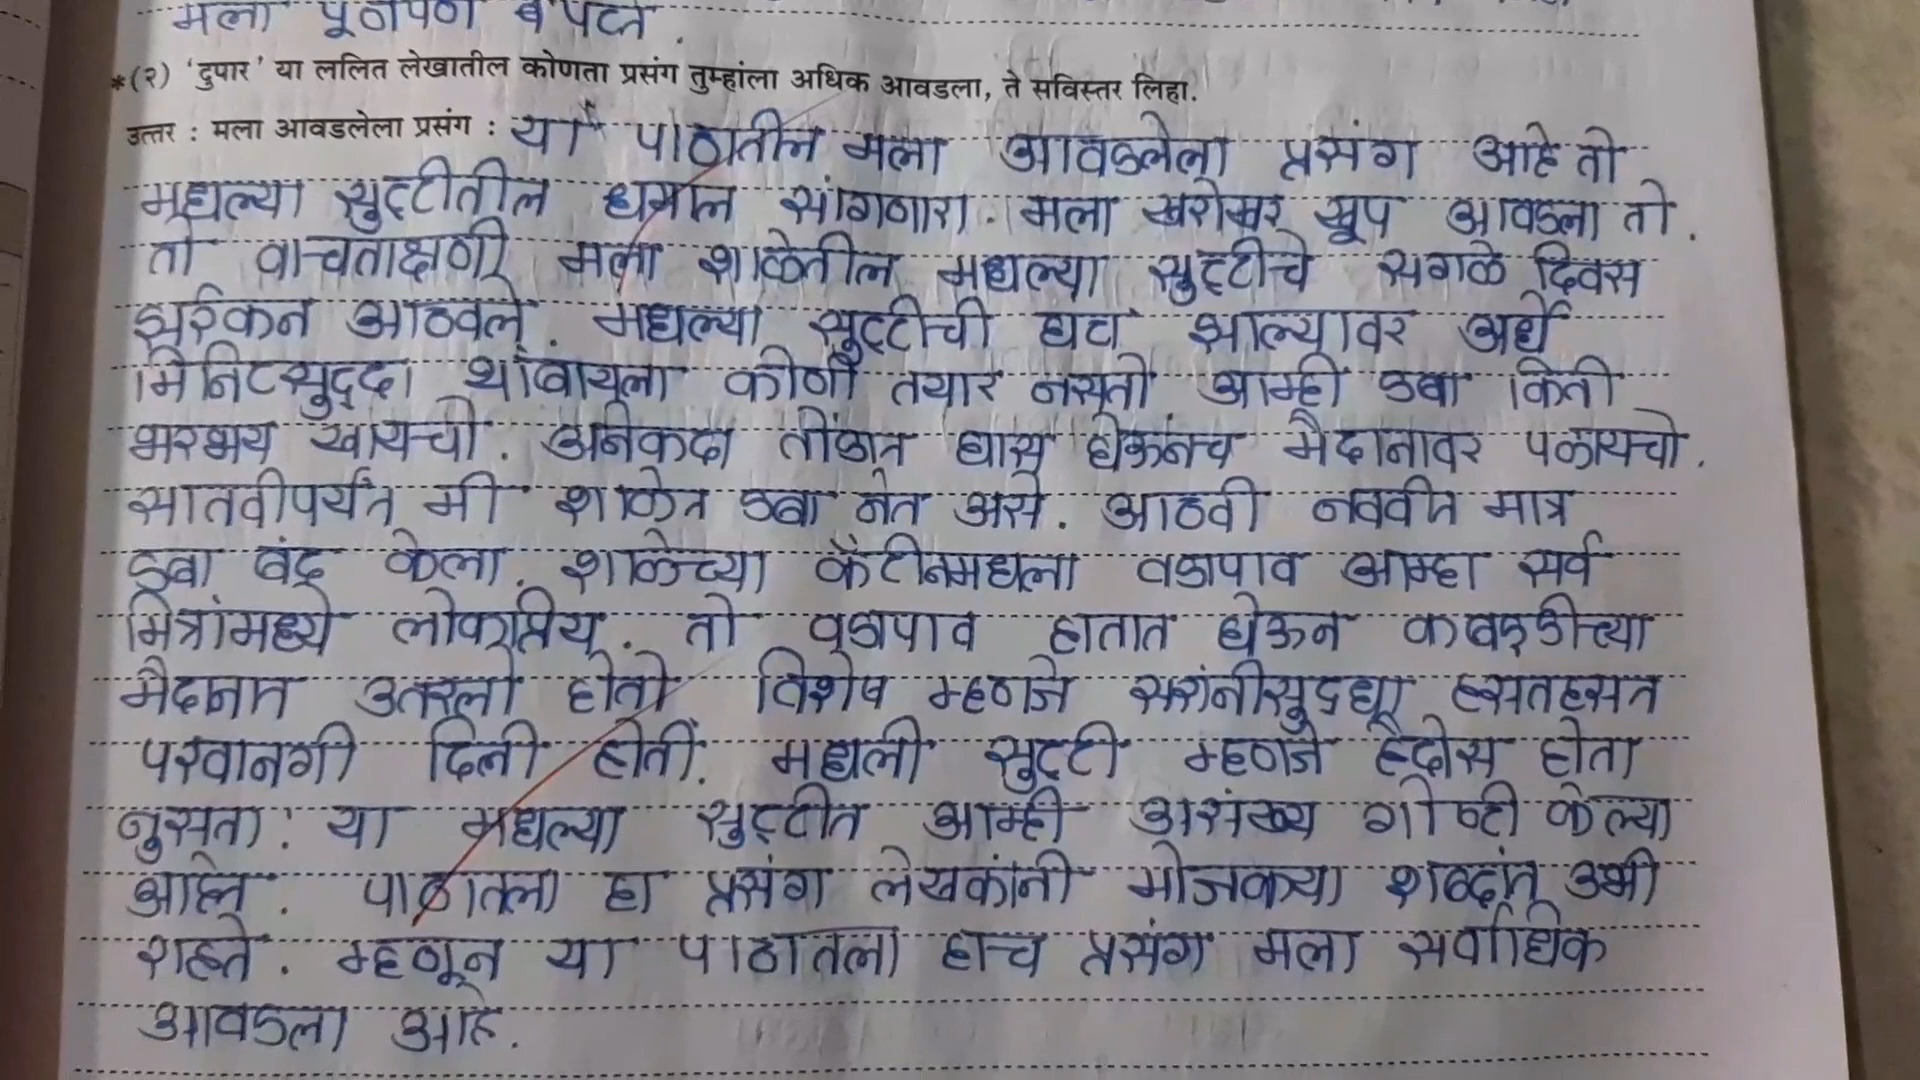 मला पूर्णपणे
*(२) 'दुपार' या ललित लेखातील कोणता प्रसंग तुम्हांला अधिक आवडला, ते सविस्तर लिहा.
उत्तर : मला आवडलेला प्रसंग : या पाठातील मला आवडलेला प्रसंग आहे तो
मधल्या सुट्टीतील धमाल सांगणारा. मला खरोखर खूप आवडला तो.
तो वाचताक्षणी मला शाळेतील मधल्या सुट्टीचे सगळे दिवस
झर्रकन आठवले. मधल्या सुट्टीची घंटा झाल्यावर अर्धे
मिनिटसुद्दा थांबायला कोणी तयार नसतो आम्ही डबा किती
भरभर खायचो. अनेकदा तोंडात घास घेऊनच मैदानावर पळायचो.
सातवीपर्यंत मी शाळेत डबा नेत असे. आठवी नववीत मात्र
डबा बंद केला. शाळेच्या कँटीनमधला वडापाव आम्हा सर्व
मित्रांमध्ये लोकप्रिय. तो वडापाव हातात घेऊन कबड्डीच्या
मैदानात उतरलो होतो विशेष म्हणजे सरांनीसुद्धा हसतहसत
परवानगी दिली होती. मधली सुट्टी म्हणजे हैदोस होता
नुसता. या मधल्या सुट्टीत आम्ही असंख्य गोष्टी केल्या
आहेत. पाठातला हा प्रसंग लेखकांनी मोजक्या शब्दांत उभी
राहते. म्हणून या पाठातला हाच प्रसंग मला सर्वाधिक
आवडला आहे.